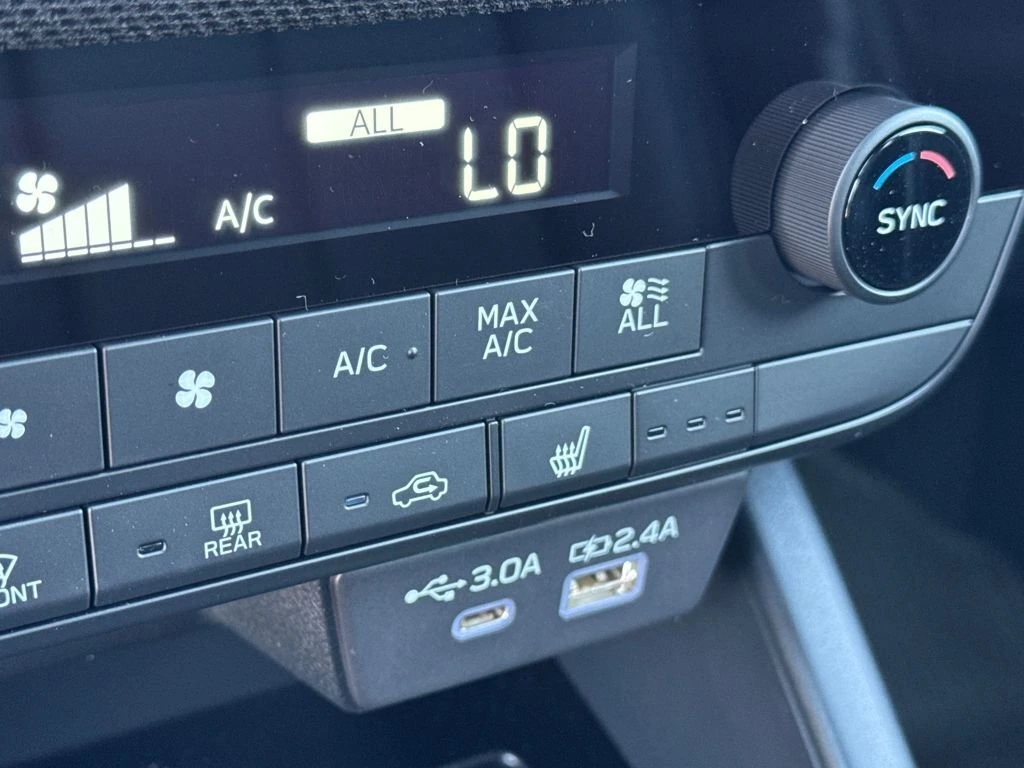 ALL
LO
A/C
SYNC
A/C
MAX
A/C
ALL
REAR
ONT
3.0A
2.4A